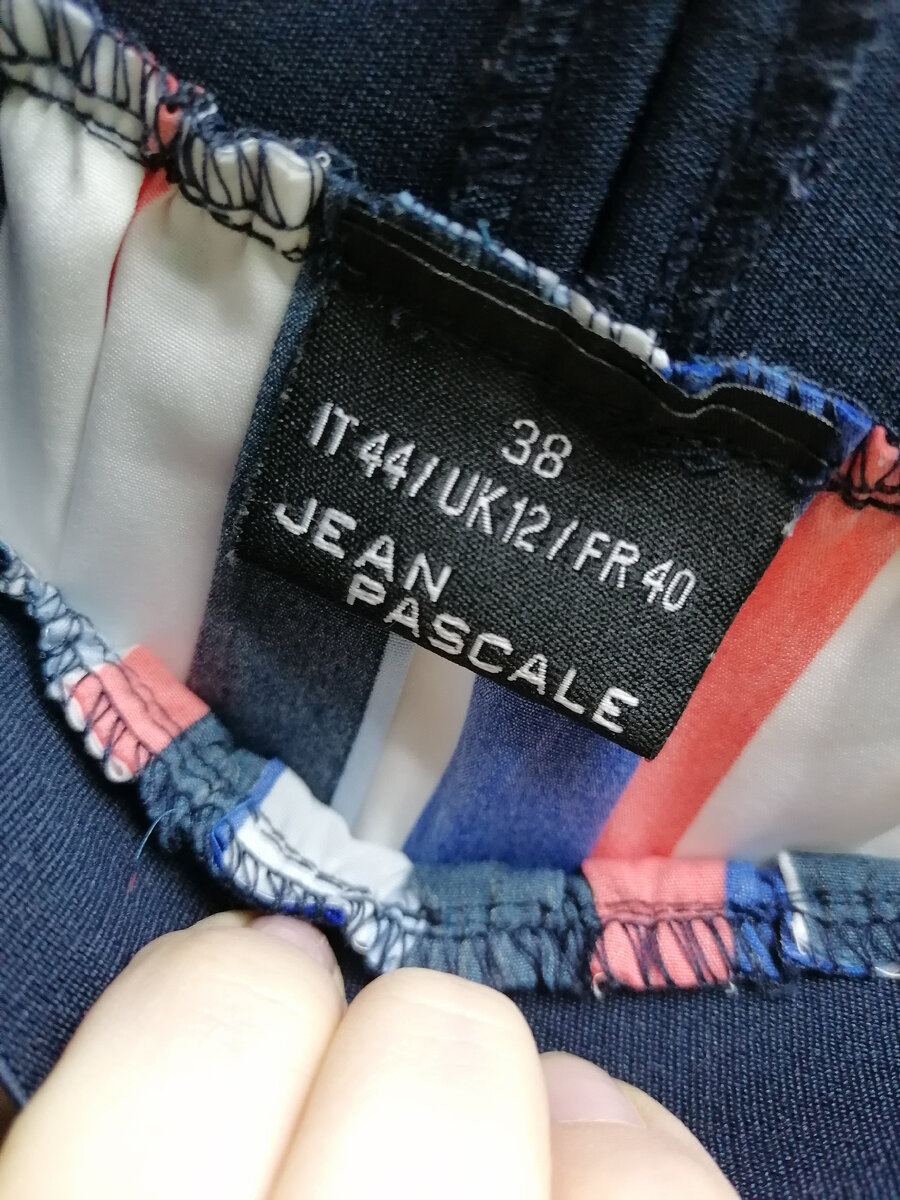 38
IT 44 / UK 12 / FR 40
JEAN
PASCALE